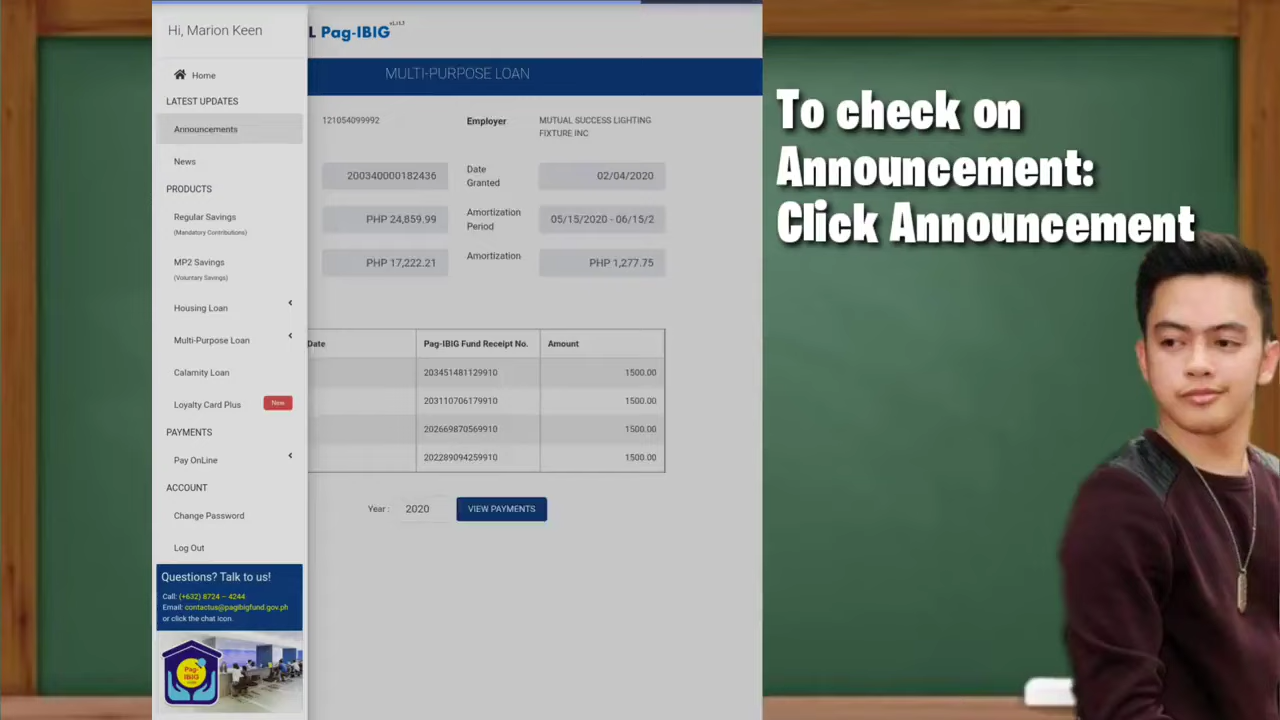 Hi, Marion Keen
Home
LATEST UPDATES
Announcements
News
PRODUCTS
Regular Savings
(Mandatory Contributions)
MP2 Savings
(Voluntary Savings)
Housing Loan
Multi-Purpose Loan
Calamity Loan
Loyalty Card Plus New
PAYMENTS
Pay OnLine
ACCOUNT
Change Password
Log Out
Questions? Talk to us!
Call: (+632) 8724 – 4244
Email: contactus@pagibigfund.gov.ph
or click the chat icon.
Pag-IBIG
L Pag-IBIG
MULTI-PURPOSE LOAN
121054099992 Employer MUTUAL SUCCESS LIGHTING
FIXTURE INC
200340000182436 Date Granted 02/04/2020
PHP 24,859.99 Amortization Period 05/15/2020 - 06/15/2
PHP 17,222.21 Amortization PHP 1,277.75
Date Pag-IBIG Fund Receipt No. Amount
203451481129910 1500.00
203110706179910 1500.00
202669870569910 1500.00
202289094259910 1500.00
Year : 2020 VIEW PAYMENTS
To check on
Announcement:
Click Announcement